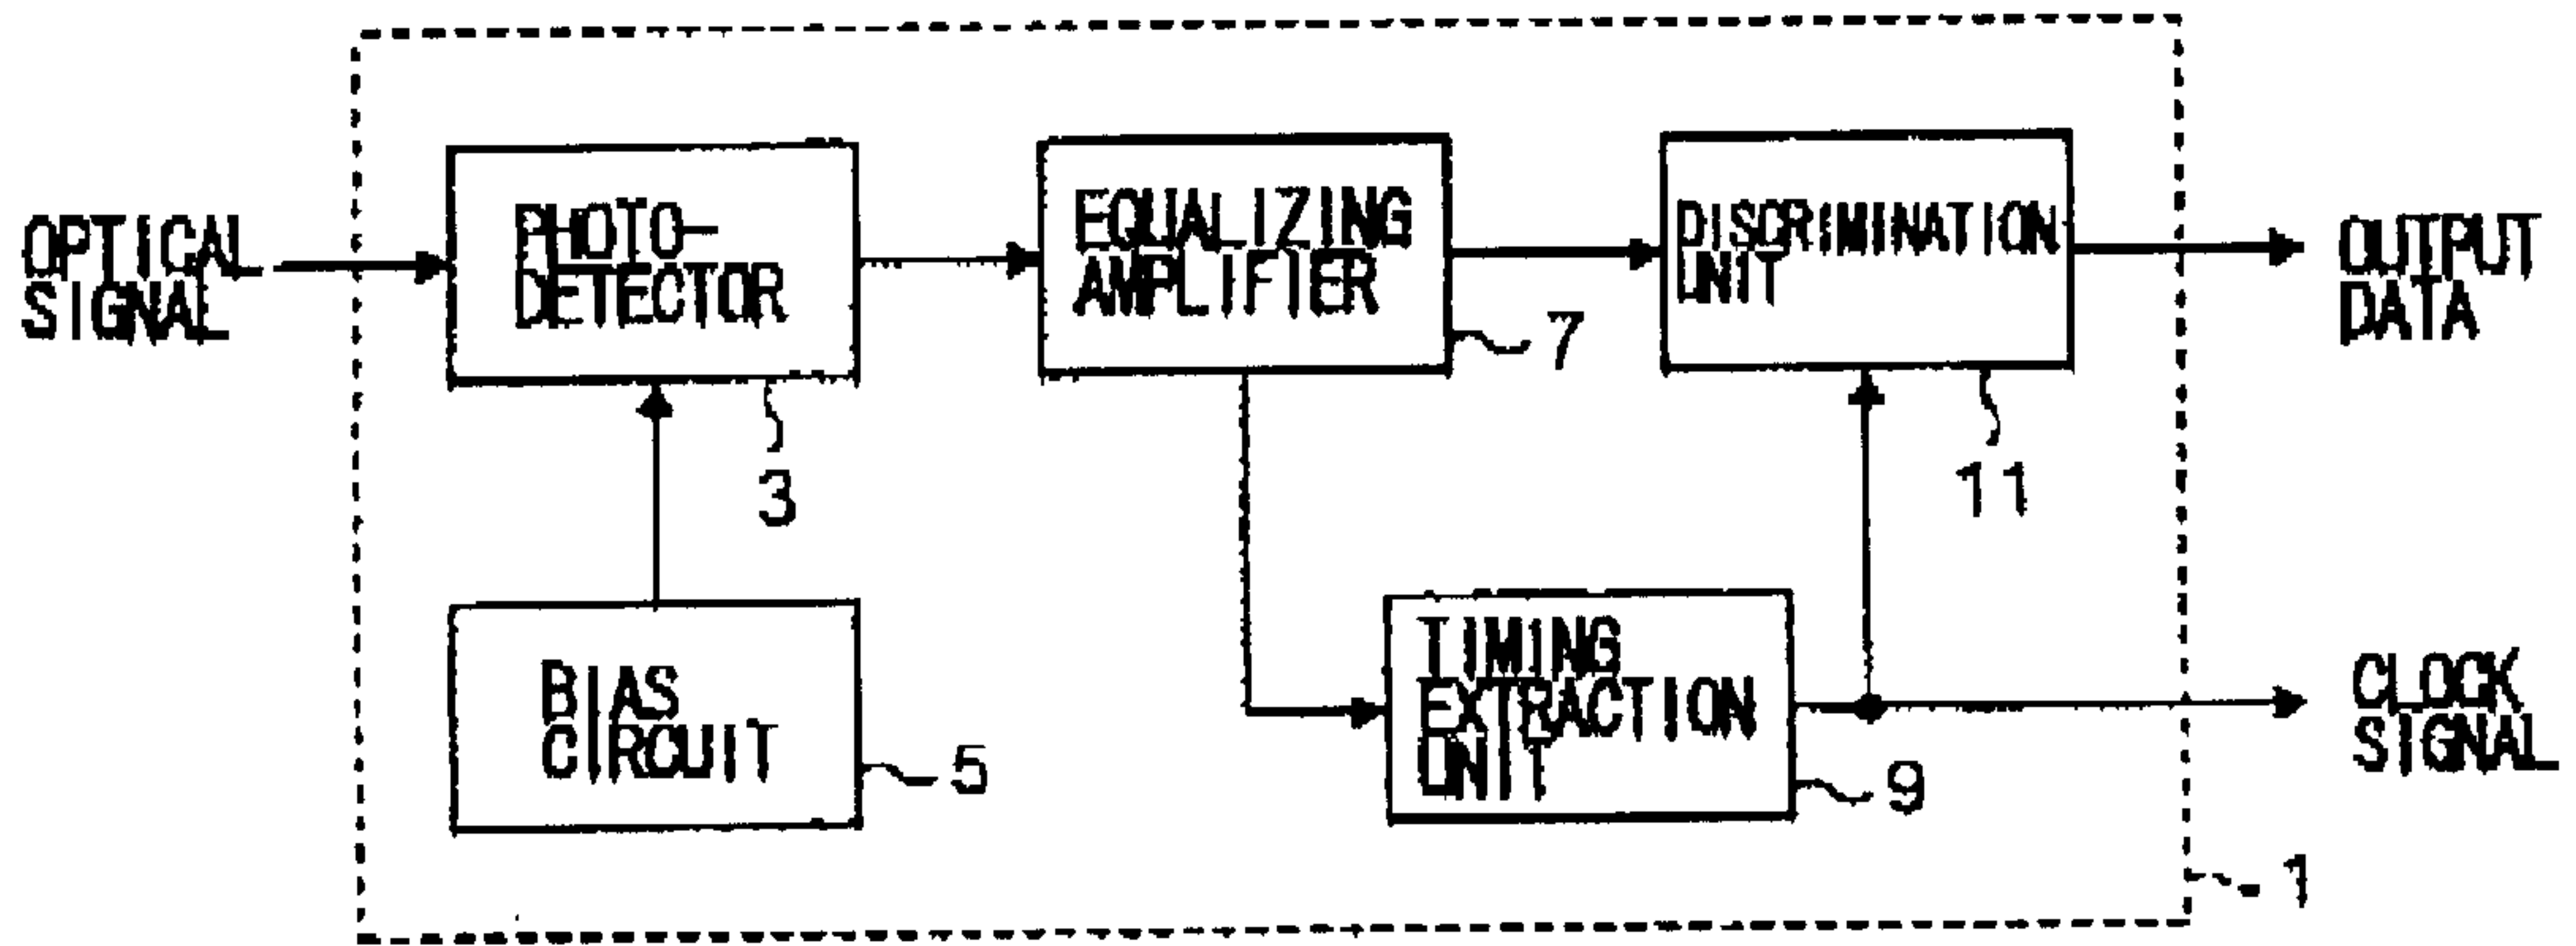 OPTICAL
SIGNAL
PHOTO-
DETECTOR
3
BIAS
CIRCUIT
5
EQUALIZING
AMPLIFIER
7
DISCRIMINATION
UNIT
11
TIMING
EXTRACTION
UNIT
9
OUTPUT
DATA
CLOCK
SIGNAL
1